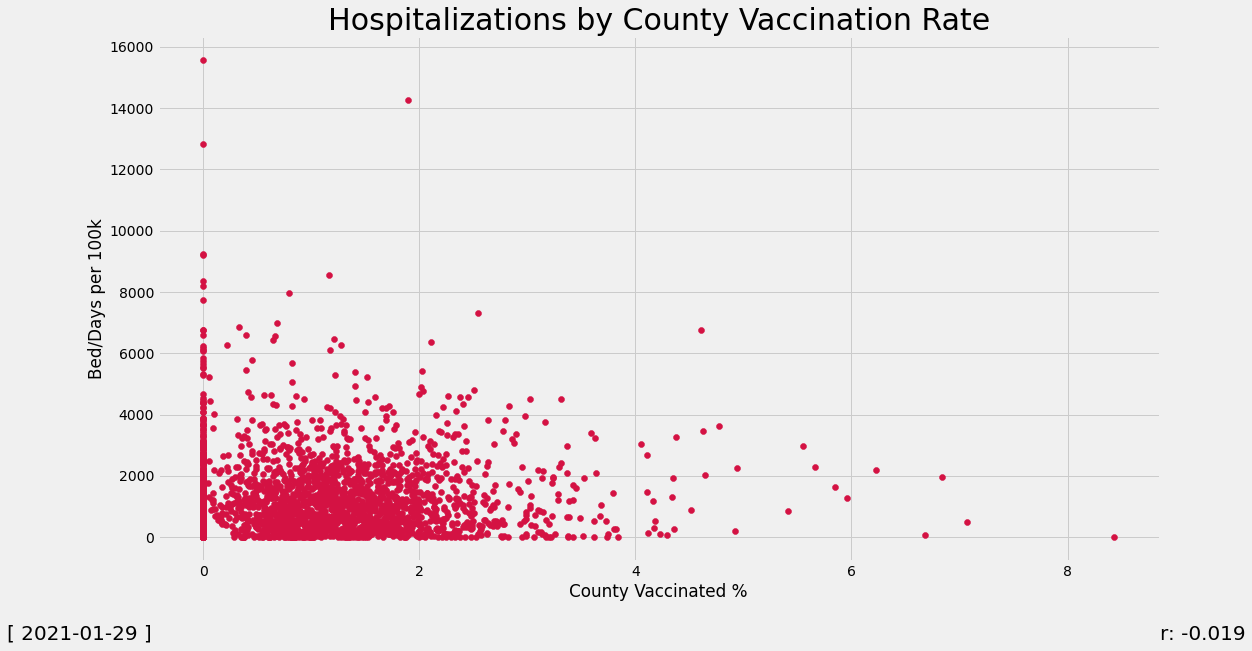 Hospitalizations by County Vaccination Rate
16000
14000
12000
10000
8000
6000
4000
2000
0
Bed/Days per 100k
0 2 4 6 8
County Vaccinated %
[ 2021-01-29 ]
r: -0.019